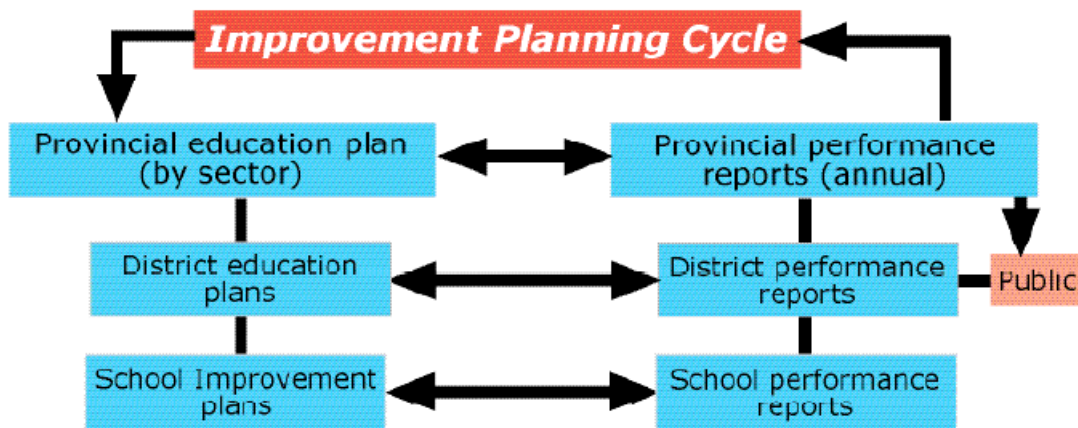 Improvement Planning Cycle
Provincial education plan
(by sector)
Provincial performance
reports (annual)
District education
plans
District performance
reports
Public
School Improvement
plans
School performance
reports